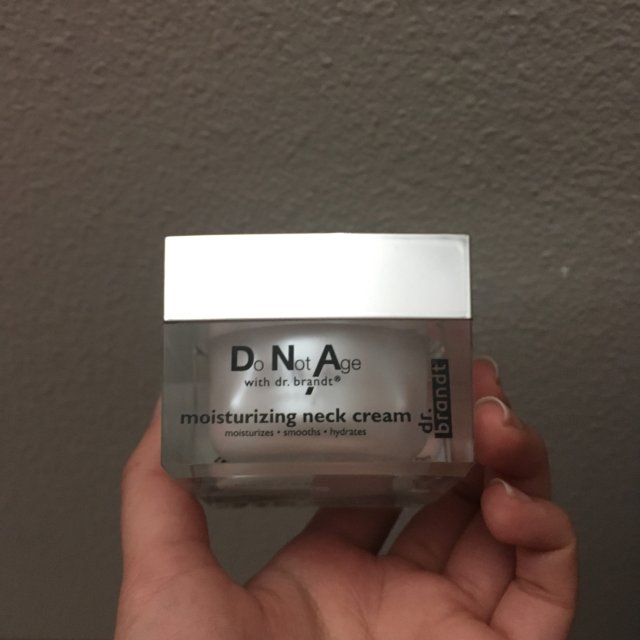 Do Not Age
with dr. brandt®
moisturizing neck cream
moisturizes • smooths • hydrates
dr.
brandt